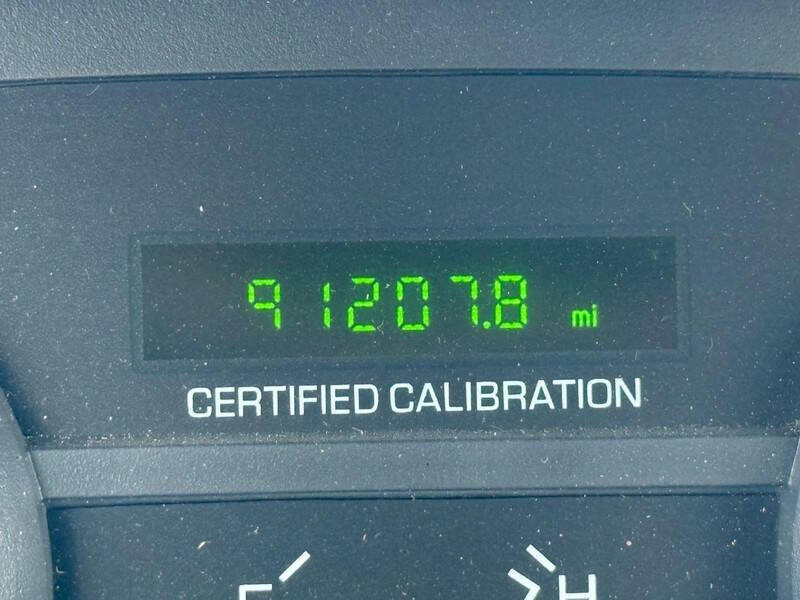 91207.8 mi
CERTIFIED CALIBRATION
H